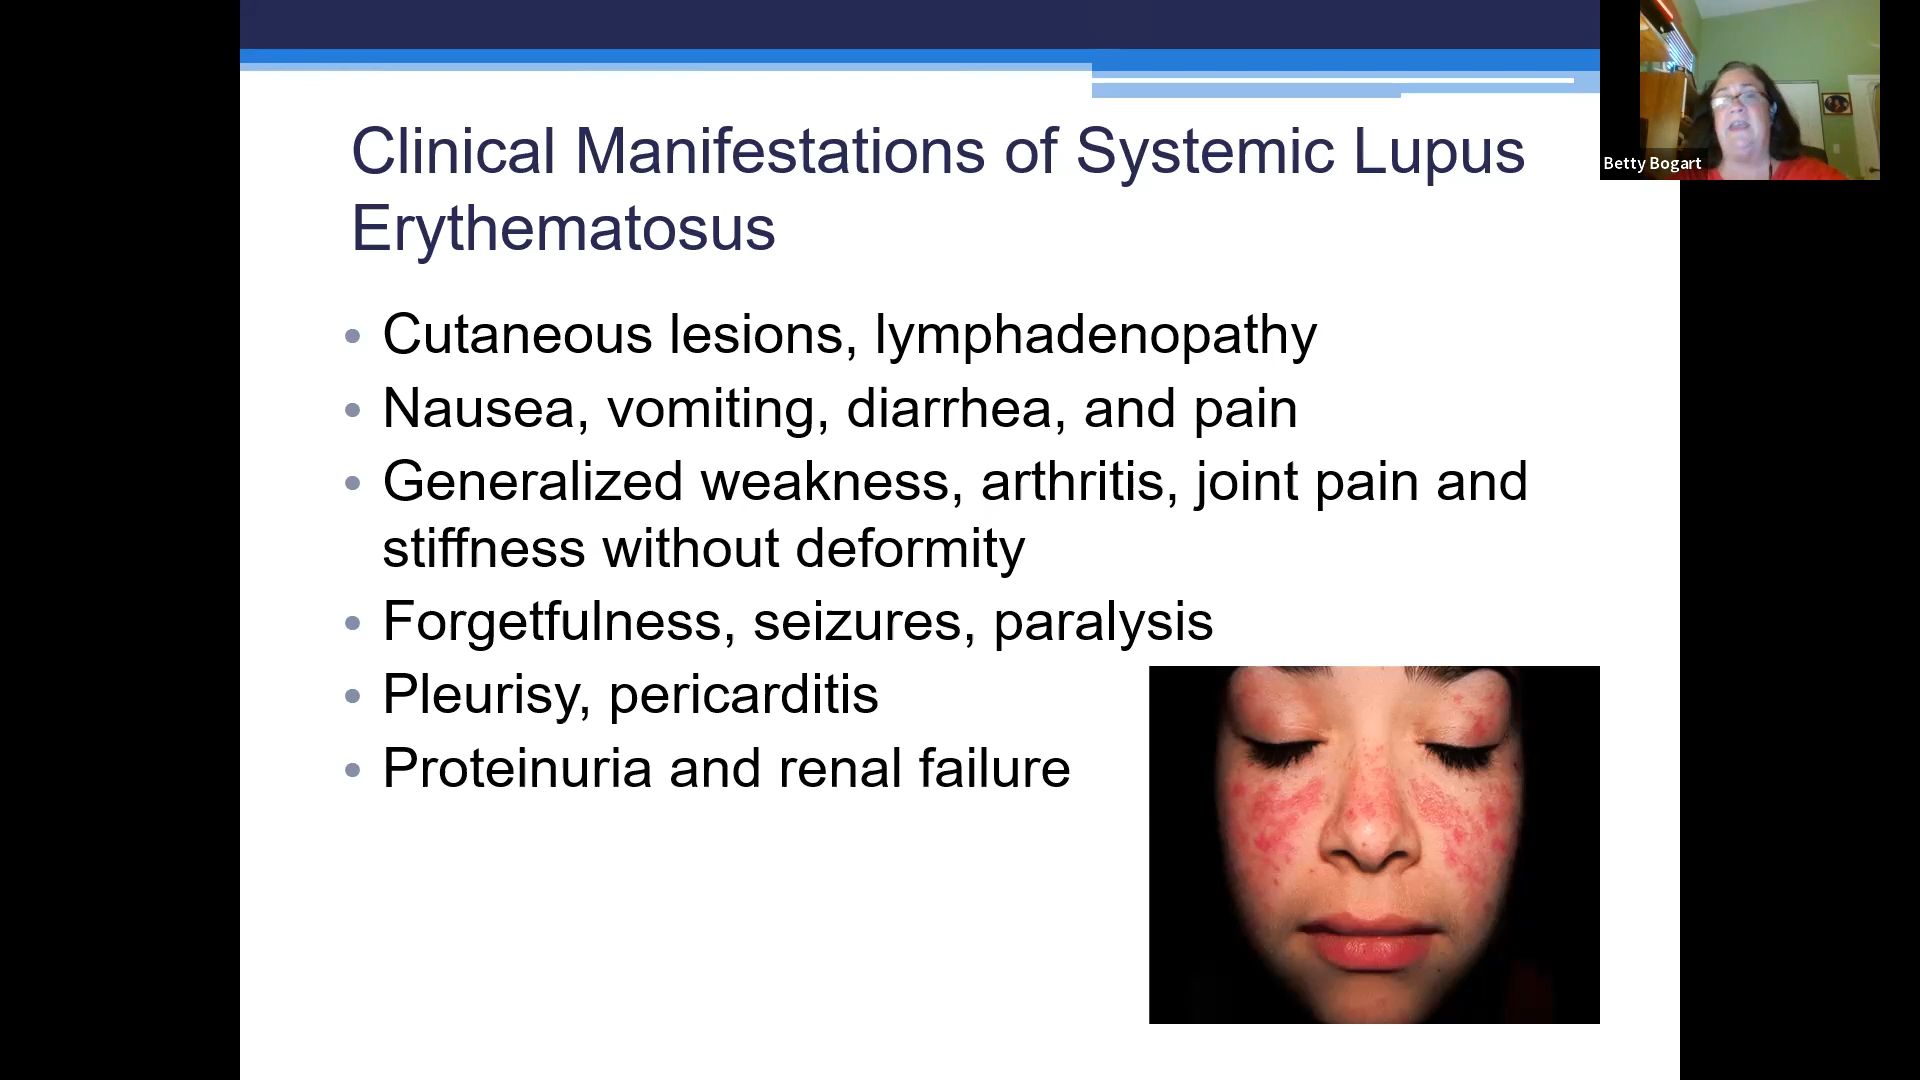 Clinical Manifestations of Systemic Lupus
Erythematosus
• Cutaneous lesions, lymphadenopathy
• Nausea, vomiting, diarrhea, and pain
• Generalized weakness, arthritis, joint pain and
stiffness without deformity
• Forgetfulness, seizures, paralysis
• Pleurisy, pericarditis
• Proteinuria and renal failure
Betty Bogart